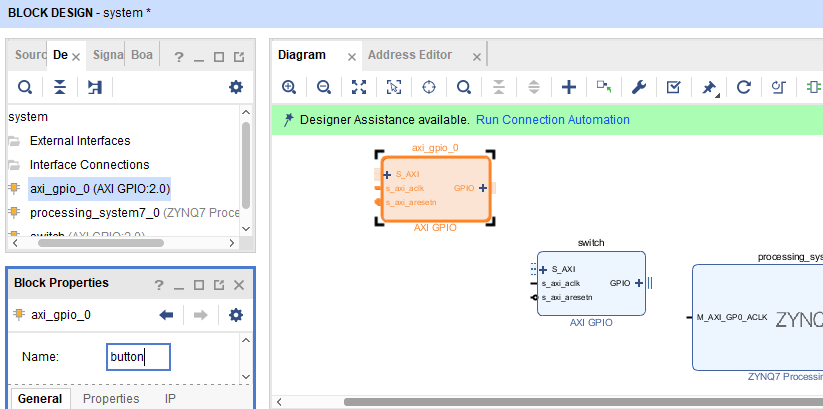 BLOCK DESIGN - system *
Sourc De Signa Boa
system
External Interfaces
Interface Connections
axi_gpio_0 (AXI GPIO:2.0)
processing_system7_0 (ZYNQ7 Proce
switch (AXI GPIO:2.0)
Block Properties
axi_gpio_0
Name: button
General Properties IP
Diagram Address Editor
Designer Assistance available. Run Connection Automation
axi_gpio_0
S_AXI
s_axi_aclk GPIO
s_axi_aresetn
AXI GPIO
switch
S_AXI
s_axi_aclk GPIO
s_axi_aresetn
AXI GPIO
processing_sys
M_AXI_GP0_ACLK ZYNQ
ZYNQ7 Processin